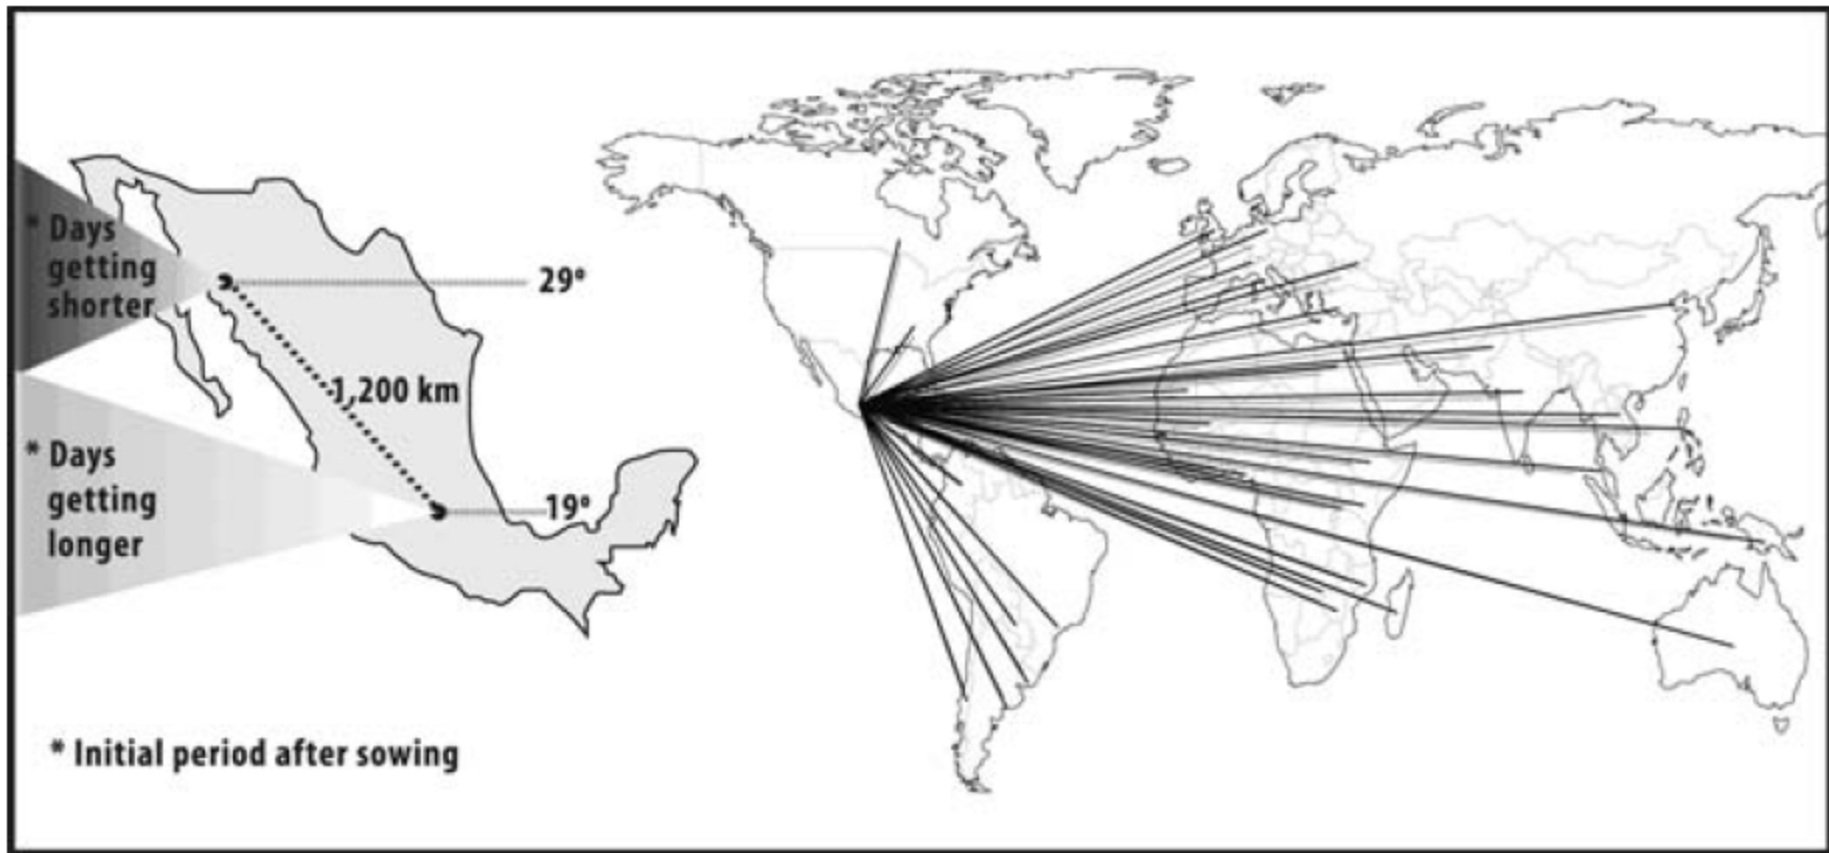 * Days
getting
shorter
29°
1,200 km
* Days
getting
longer
19°
* Initial period after sowing